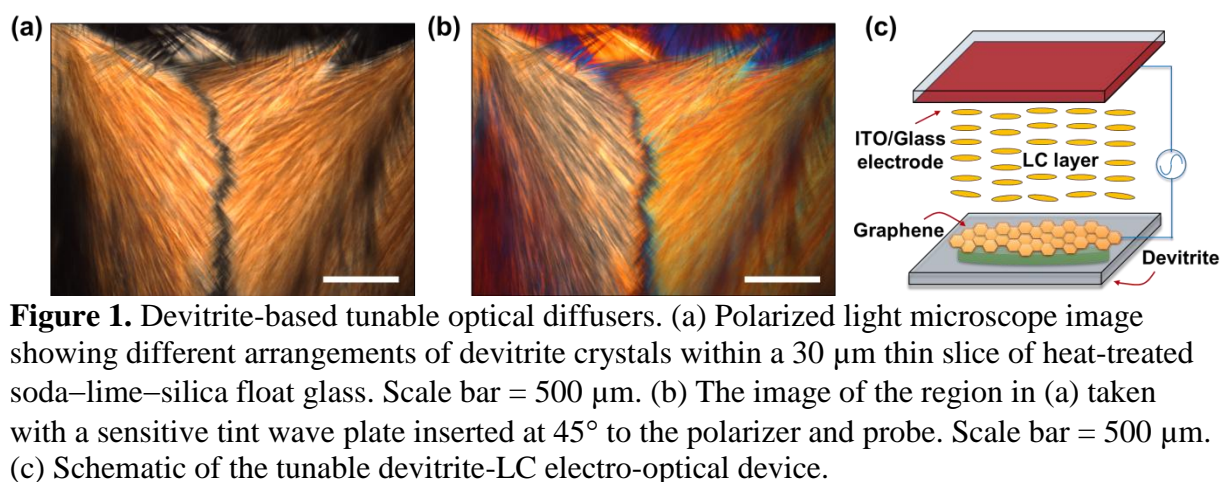 (a)
(b)
(c)
ITO/Glass
electrode
LC layer
Graphene
Devitrite
Figure 1. Devitrite-based tunable optical diffusers. (a) Polarized light microscope image
showing different arrangements of devitrite crystals within a 30 µm thin slice of heat-treated
soda−lime−silica float glass. Scale bar = 500 µm. (b) The image of the region in (a) taken
with a sensitive tint wave plate inserted at 45° to the polarizer and probe. Scale bar = 500 µm.
(c) Schematic of the tunable devitrite-LC electro-optical device.